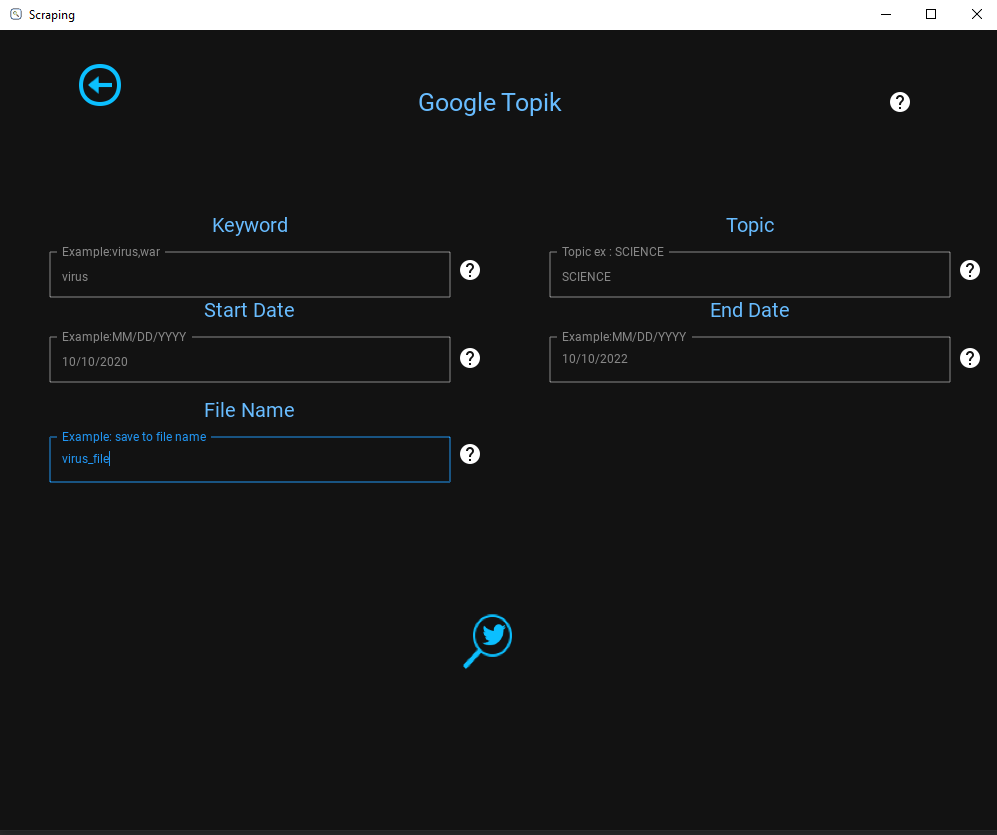 Scraping
Google Topik
?
Keyword
Topic
Example:virus,war
virus
?
Topic ex : SCIENCE
SCIENCE
?
Start Date
End Date
Example:MM/DD/YYYY
10/10/2020
?
Example:MM/DD/YYYY
10/10/2022
?
File Name
Example: save to file name
virus_file
?